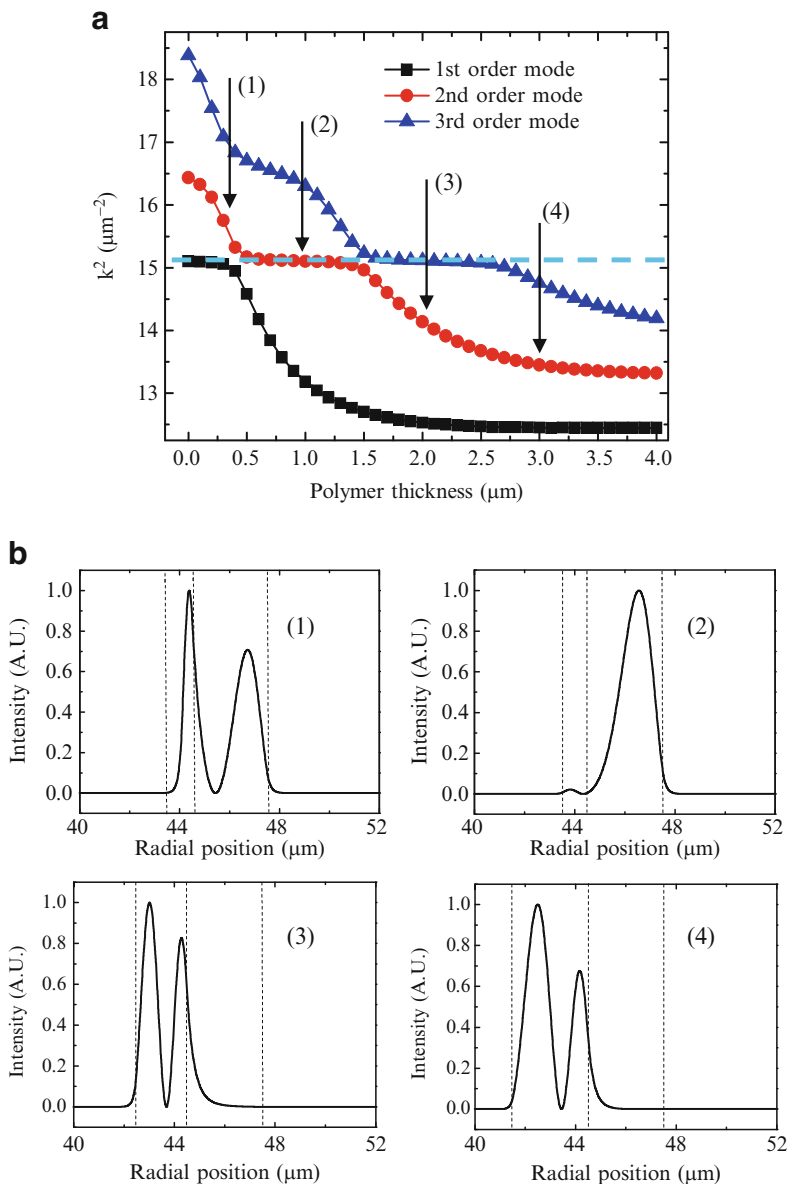 a
18
17
16
15
14
13
k² (μm⁻²)
1st order mode
2nd order mode
3rd order mode
(1)
(2)
(3)
(4)
0.0 0.5 1.0 1.5 2.0 2.5 3.0 3.5 4.0
Polymer thickness (μm)
b
1.0
0.8
0.6
0.4
0.2
0.0
Intensity (A.U.)
(1)
40 44 48 52
Radial position (μm)
1.0
0.8
0.6
0.4
0.2
0.0
Intensity (A.U.)
(2)
40 44 48 52
Radial position (μm)
1.0
0.8
0.6
0.4
0.2
0.0
Intensity (A.U.)
(3)
40 44 48 52
Radial position (μm)
1.0
0.8
0.6
0.4
0.2
0.0
Intensity (A.U.)
(4)
40 44 48 52
Radial position (μm)